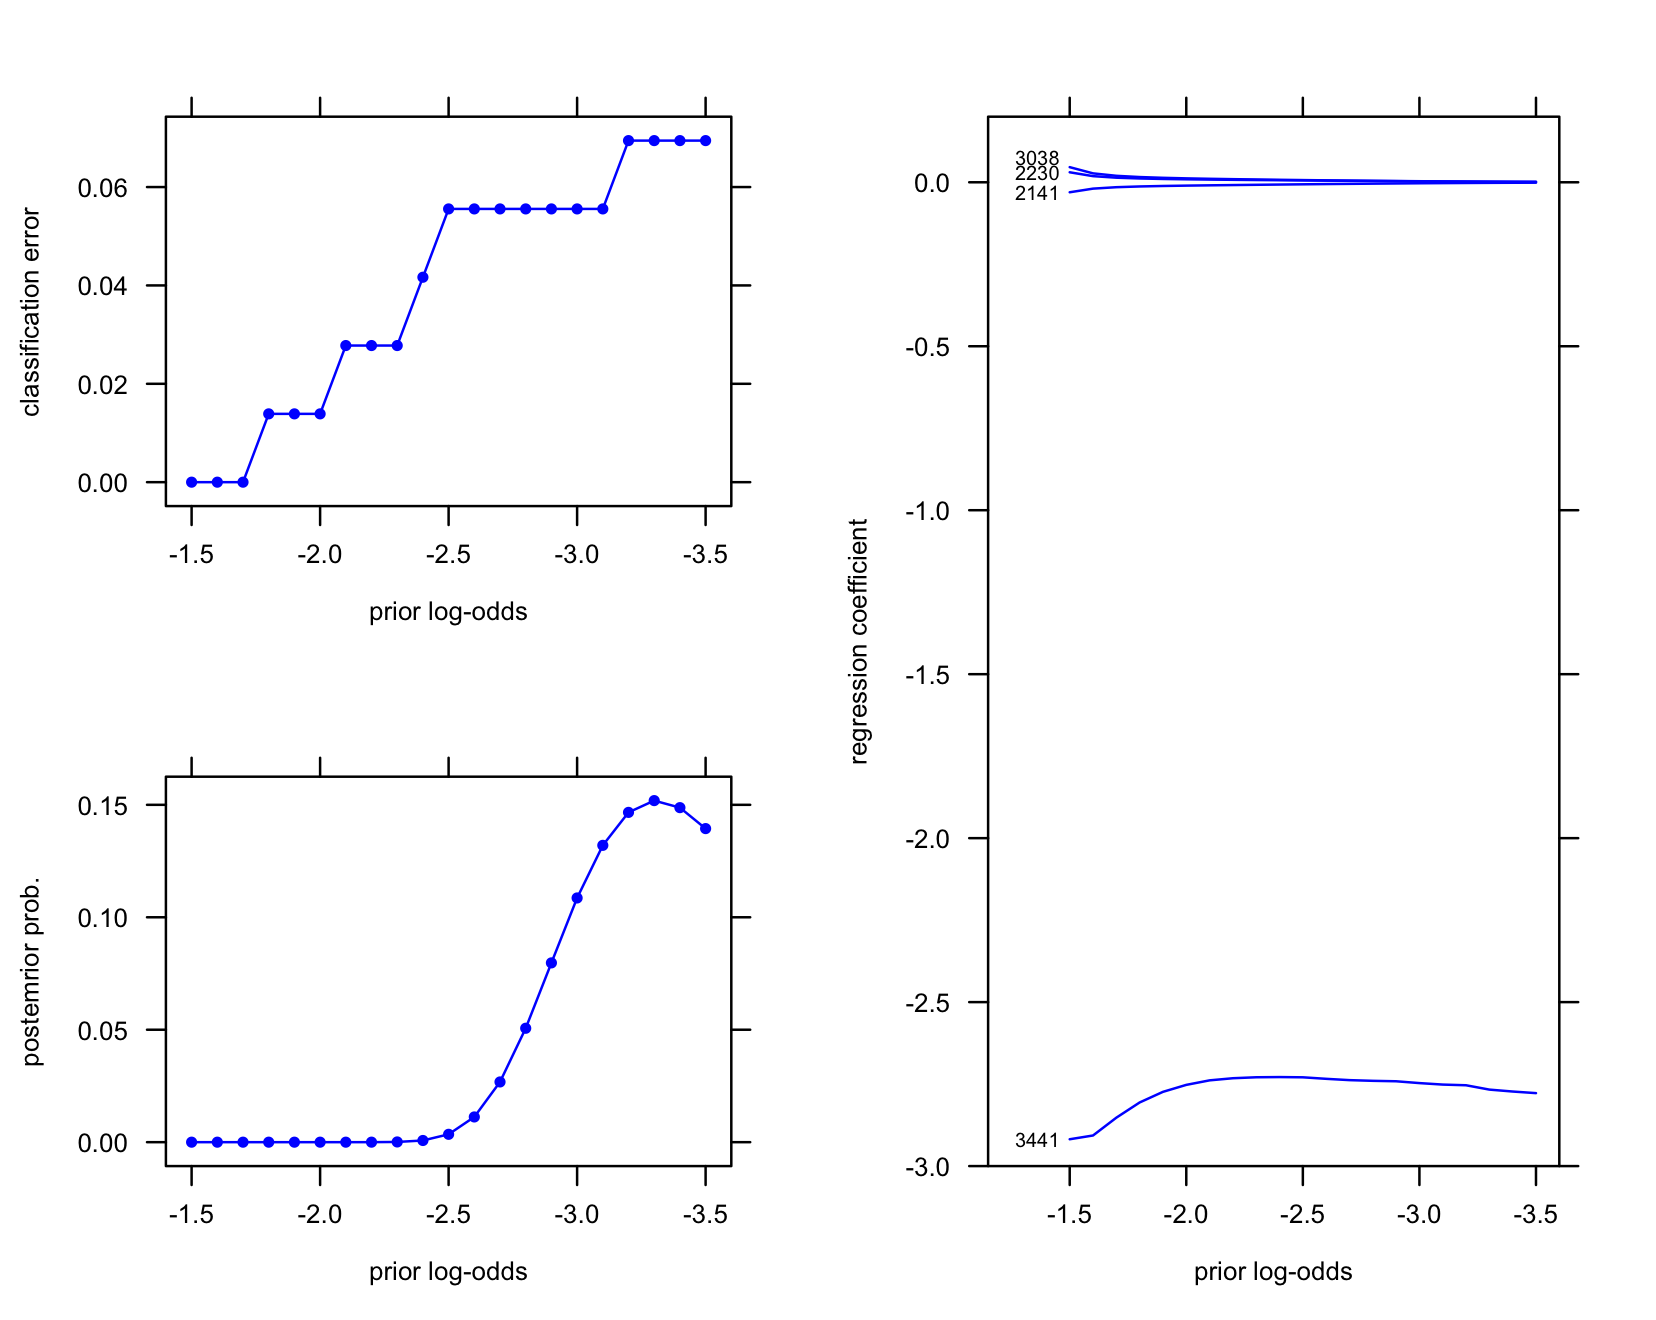 classification error
0.06
0.04
0.02
0.00
-1.5 -2.0 -2.5 -3.0 -3.5
prior log-odds
postemrior prob.
0.15
0.10
0.05
0.00
-1.5 -2.0 -2.5 -3.0 -3.5
prior log-odds
regression coefficient
0.0
-0.5
-1.0
-1.5
-2.0
-2.5
-3.0
3038
2230
2141
3441
-1.5 -2.0 -2.5 -3.0 -3.5
prior log-odds